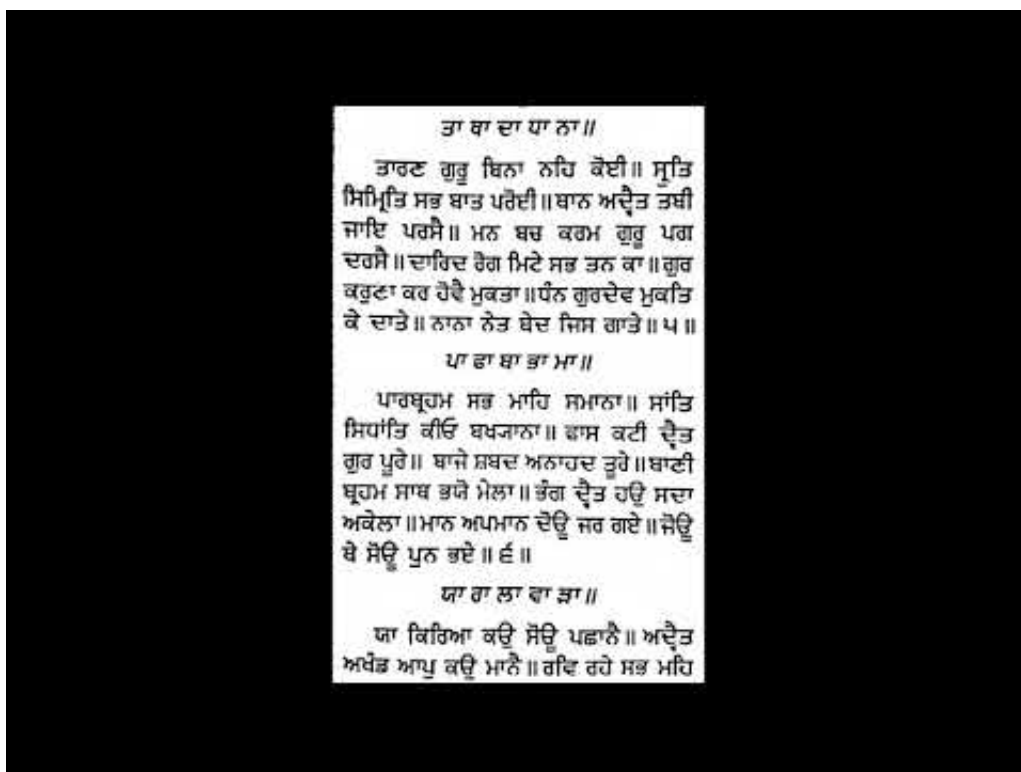 ਤਾ ਥਾ ਦਾ ਧਾ ਨਾ॥
ਤਾਰਣ ਗੁਰੂ ਬਿਨਾ ਨਹਿ ਕੋਈ॥ ਸ੍ਰੁਤਿ
ਸਿਮ੍ਰਿਤਿ ਸਭ ਬਾਤ ਪਰੋਈ॥ਥਾਨ ਅਦ੍ਵੈਤ ਤਬੀ
ਜਾਇ ਪਰਸੈ॥ ਮਨ ਬਚ ਕਰਮ ਗੁਰੂ ਪਗ
ਦਰਸੈ॥ਦਾਰਿਦ ਰੋਗ ਮਿਟੇ ਸਭ ਤਨ ਕਾ॥ਗੁਰ
ਕਰੁਣਾ ਕਰ ਹੋਵੈ ਮੁਕਤਾ॥ਧੰਨ ਗੁਰਦੇਵ ਮੁਕਤਿ
ਕੇ ਦਾਤੇ॥ ਨਾਨਾ ਨੇਤ ਬੇਦ ਜਿਸ ਗਾਤੇ॥੫॥
ਪਾ ਫਾ ਬਾ ਭਾ ਮਾ॥
ਪਾਰਬ੍ਰਹਮ ਸਭ ਮਾਹਿ ਸਮਾਨਾ॥ ਸਾਂਤਿ
ਸਿਧਾਂਤਿ ਕੀਓ ਬਖ੍ਯਾਨਾ॥ ਫਾਸ ਕਟੀ ਦ੍ਵੈਤ
ਗੁਰ ਪੂਰੇ॥ ਬਾਜੇ ਸ਼ਬਦ ਅਨਾਹਦ ਤੂਰੇ॥ਬਾਣੀ
ਬ੍ਰਹਮ ਸਾਥ ਭਯੋ ਮੇਲਾ॥ਭੰਗ ਦ੍ਵੈਤ ਹਉ ਸਦਾ
ਅਕੇਲਾ॥ਮਾਨ ਅਪਮਾਨ ਦੋਊ ਜਰ ਗਏ॥ਜੋਊ
ਥੇ ਸੋਊ ਪੁਨ ਭਏ॥੬॥
ਯਾ ਰਾ ਲਾ ਵਾ ੜਾ॥
ਯਾ ਕਿਰਿਆ ਕਉ ਸੋਊ ਪਛਾਨੈ॥ ਅਦ੍ਵੈਤ
ਅਖੰਡ ਆਪੁ ਕਉ ਮਾਨੈ॥ਰਵਿ ਰਹੇ ਸਭ ਮਹਿ